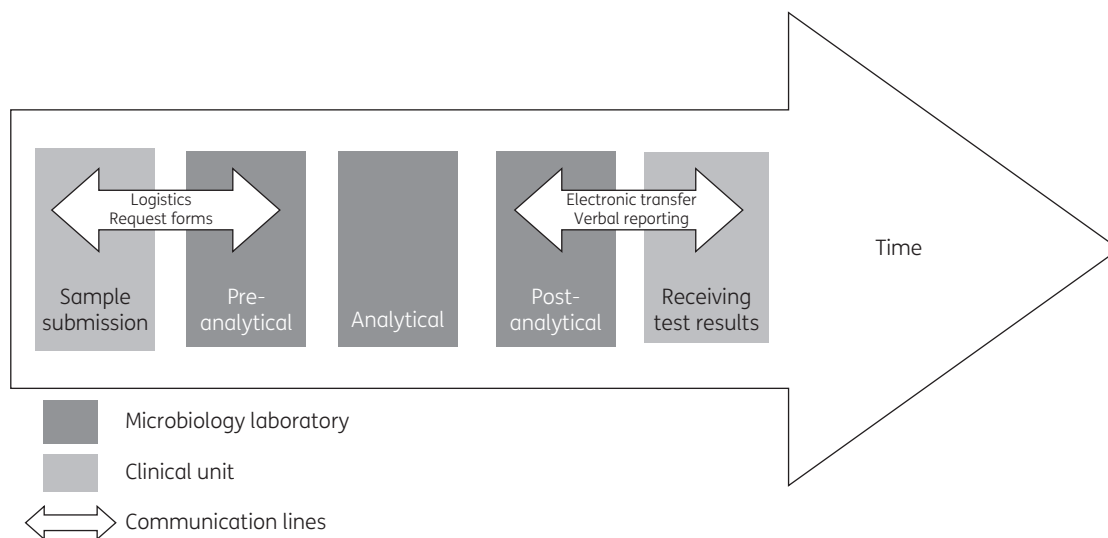 Logistics
Request forms
Electronic transfer
Verbal reporting
Time
Sample
submission
Pre-
analytical
Analytical
Post-
analytical
Receiving
test results
Microbiology laboratory
Clinical unit
Communication lines